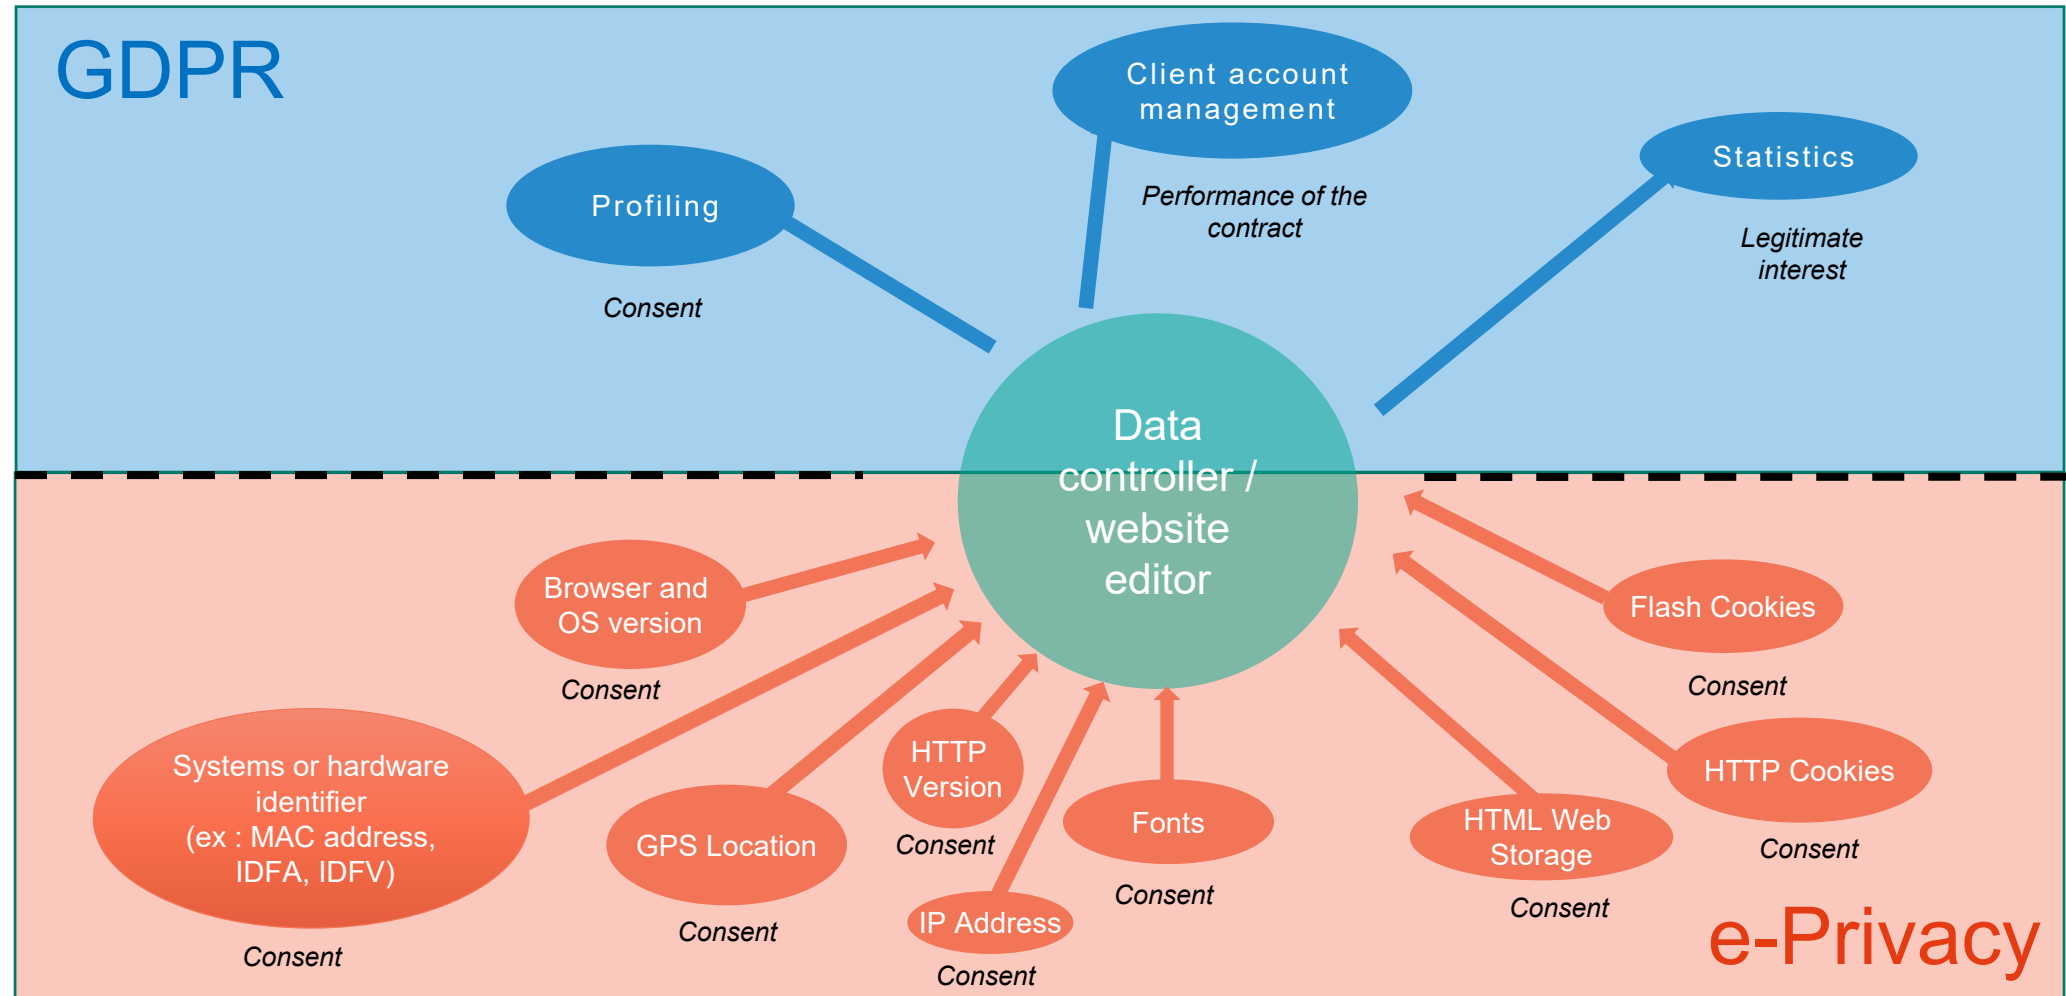 GDPR
Client account
management
Performance of the
contract
Statistics
Legitimate
interest
Profiling
Consent
Data
controller /
website
editor
Browser and
OS version
Consent
Systems or hardware
identifier
(ex : MAC address,
IDFA, IDFV)
Consent
GPS Location
Consent
HTTP
Version
Consent
IP Address
Consent
Fonts
Consent
HTML Web
Storage
Consent
HTTP Cookies
Consent
Flash Cookies
Consent
e-Privacy